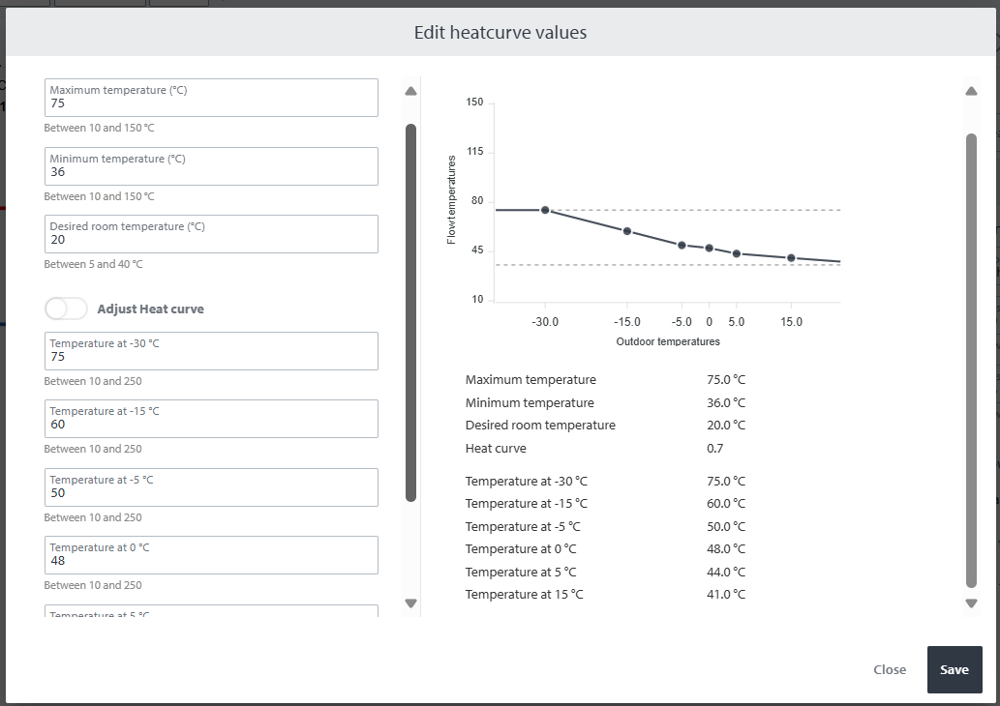 Edit heatcurve values
Maximum temperature (°C)
75
Between 10 and 150 °C
Minimum temperature (°C)
36
Between 10 and 150 °C
Desired room temperature (°C)
20
Between 5 and 40 °C
Adjust Heat curve
Temperature at -30 °C
75
Between 10 and 250
Temperature at -15 °C
60
Between 10 and 250
Temperature at -5 °C
50
Between 10 and 250
Temperature at 0 °C
48
Between 10 and 250
Temperature at 5 °C
150
115
80
45
10
Flowtemperatures
-30.0 -15.0 -5.0 0 5.0 15.0
Outdoor temperatures
Maximum temperature 75.0 °C
Minimum temperature 36.0 °C
Desired room temperature 20.0 °C
Heat curve 0.7
Temperature at -30 °C 75.0 °C
Temperature at -15 °C 60.0 °C
Temperature at -5 °C 50.0 °C
Temperature at 0 °C 48.0 °C
Temperature at 5 °C 44.0 °C
Temperature at 15 °C 41.0 °C
Close Save